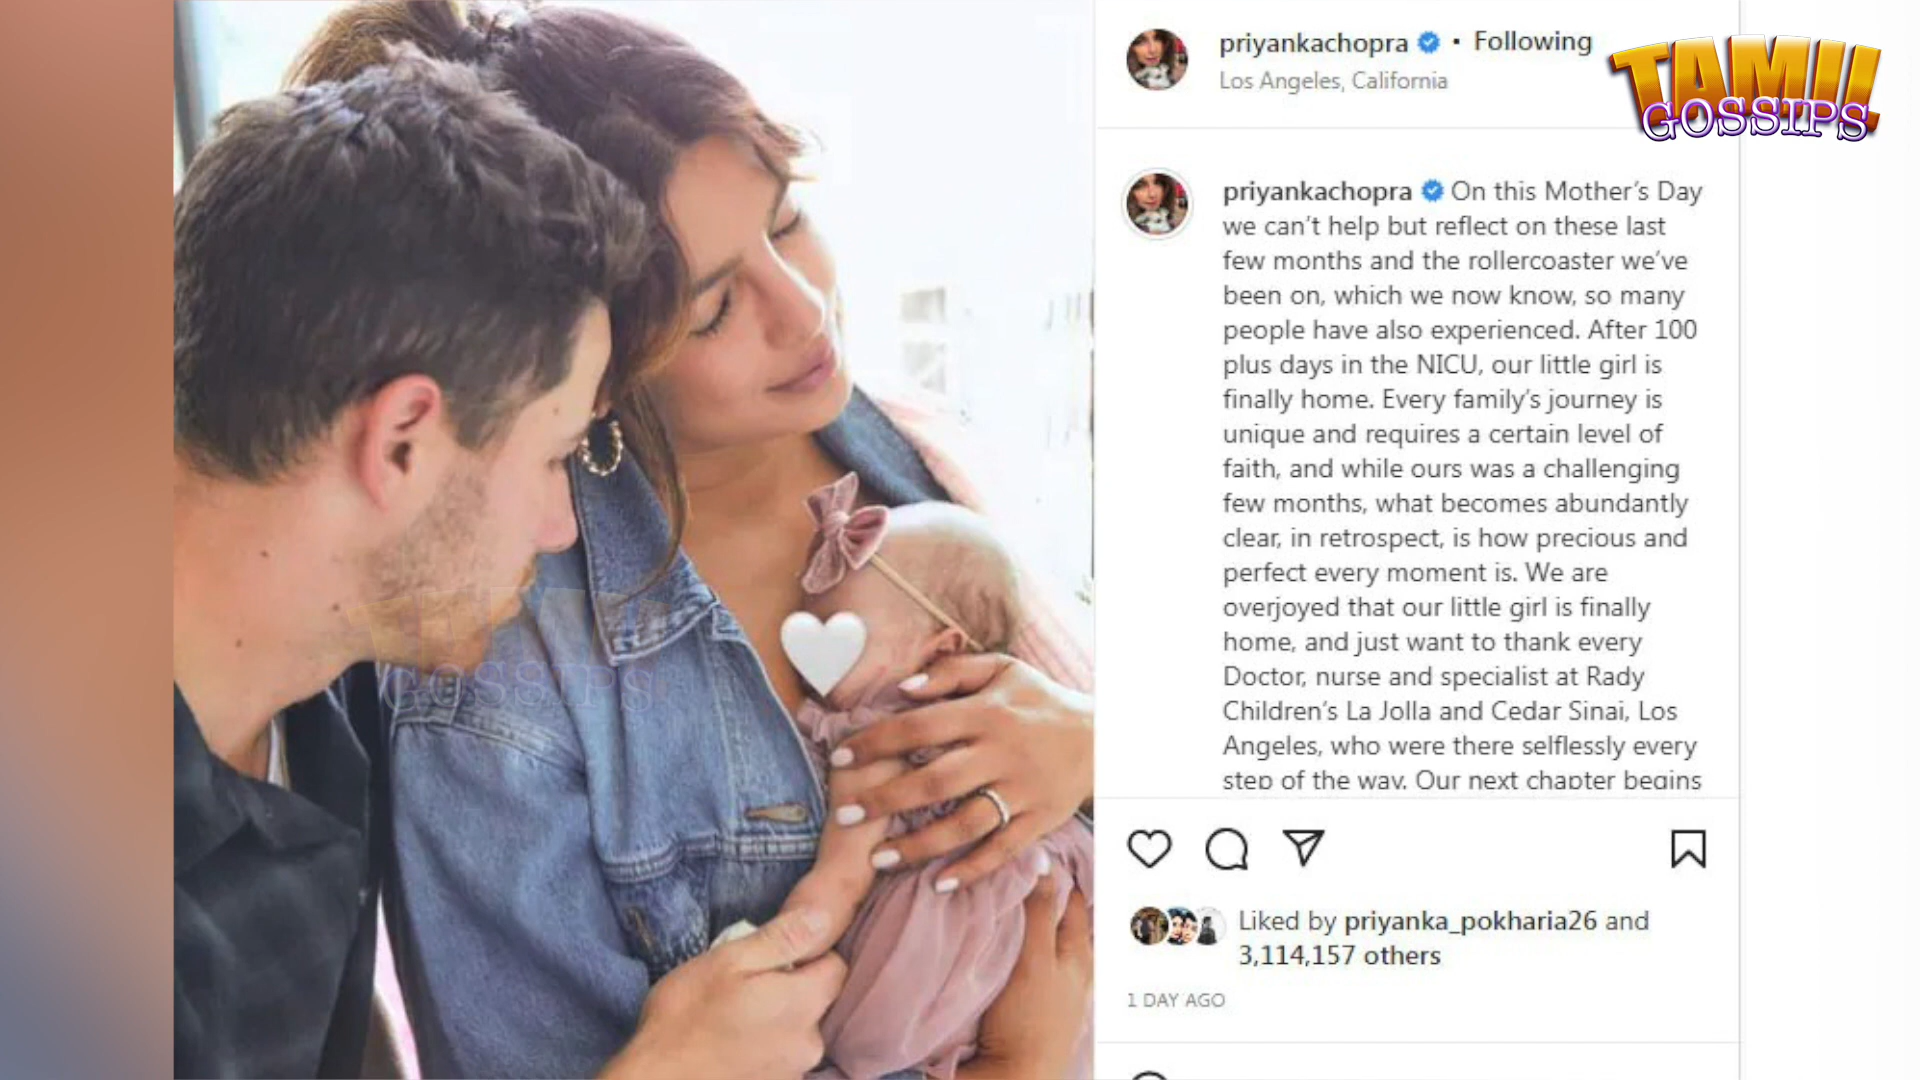 priyankachopra • Following
Los Angeles, California
TAMIL
GOSSIPS
priyankachopra On this Mother's Day
we can't help but reflect on these last
few months and the rollercoaster we've
been on, which we now know, so many
people have also experienced. After 100
plus days in the NICU, our little girl is
finally home. Every family's journey is
unique and requires a certain level of
faith, and while ours was a challenging
few months, what becomes abundantly
clear, in retrospect, is how precious and
perfect every moment is. We are
overjoyed that our little girl is finally
home, and just want to thank every
Doctor, nurse and specialist at Rady
Children's La Jolla and Cedar Sinai, Los
Angeles, who were there selflessly every
step of the way. Our next chapter begins
TAMIL
GOSSIPS
Liked by priyanka_pokharia26 and
3,114,157 others
1 DAY AGO